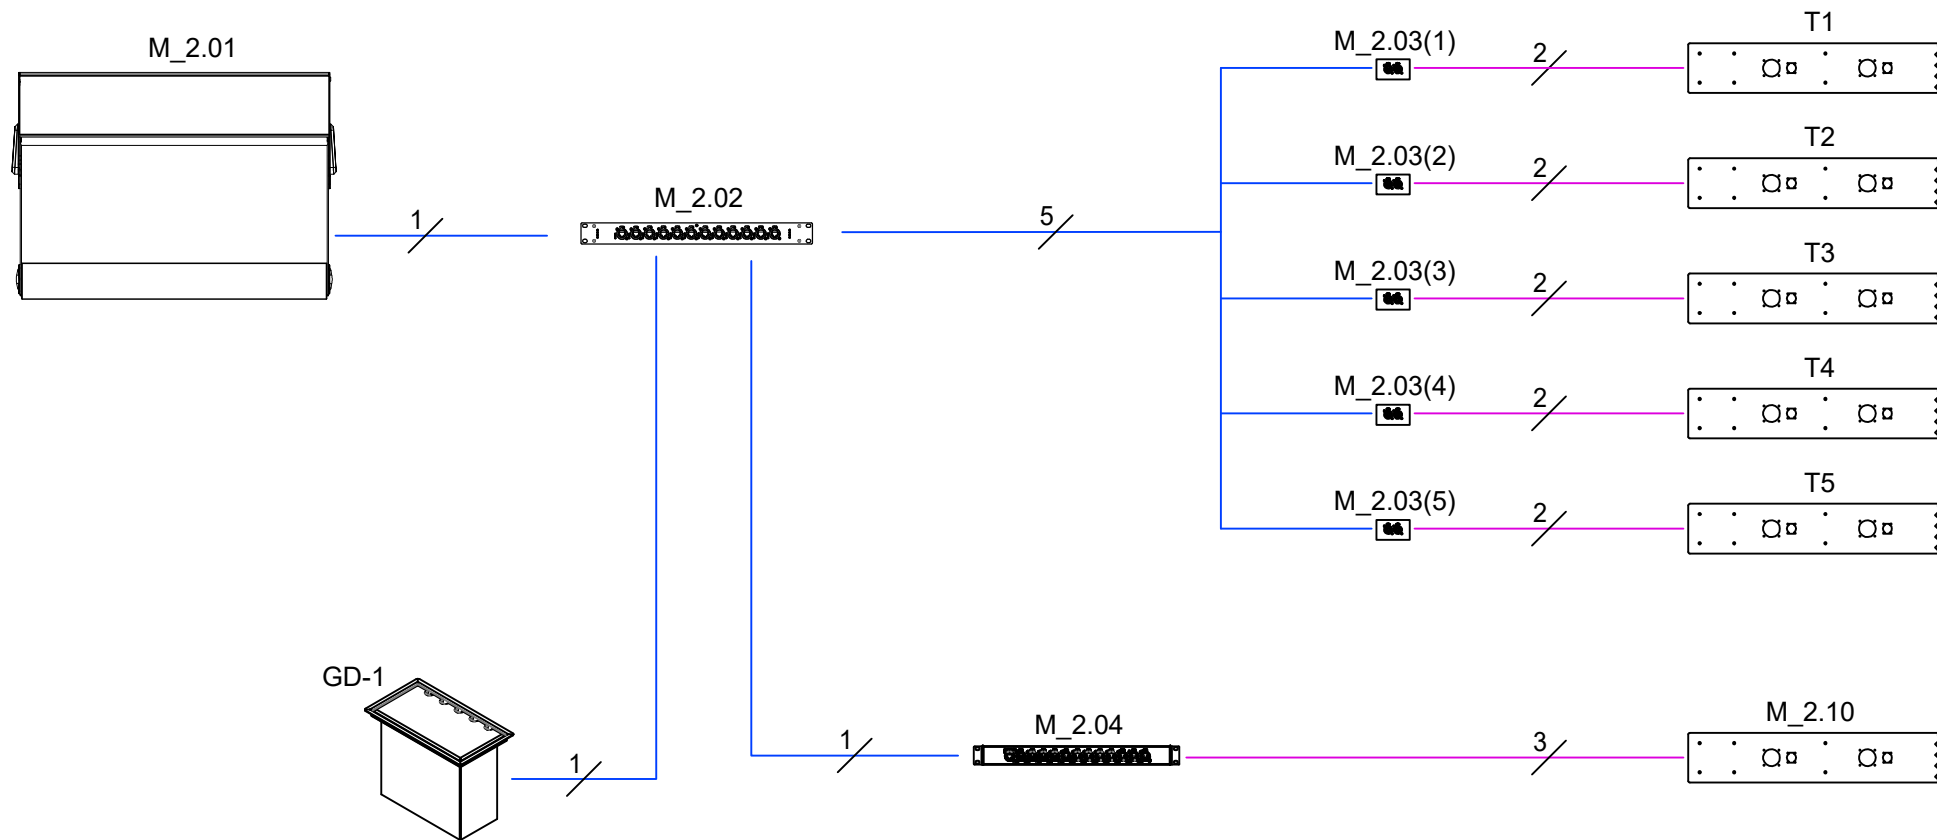 M_2.01
1
M_2.02
5
M_2.03(1)
2
T1
M_2.03(2)
2
T2
M_2.03(3)
2
T3
M_2.03(4)
2
T4
M_2.03(5)
2
T5
GD-1
1
1
M_2.04
3
M_2.10